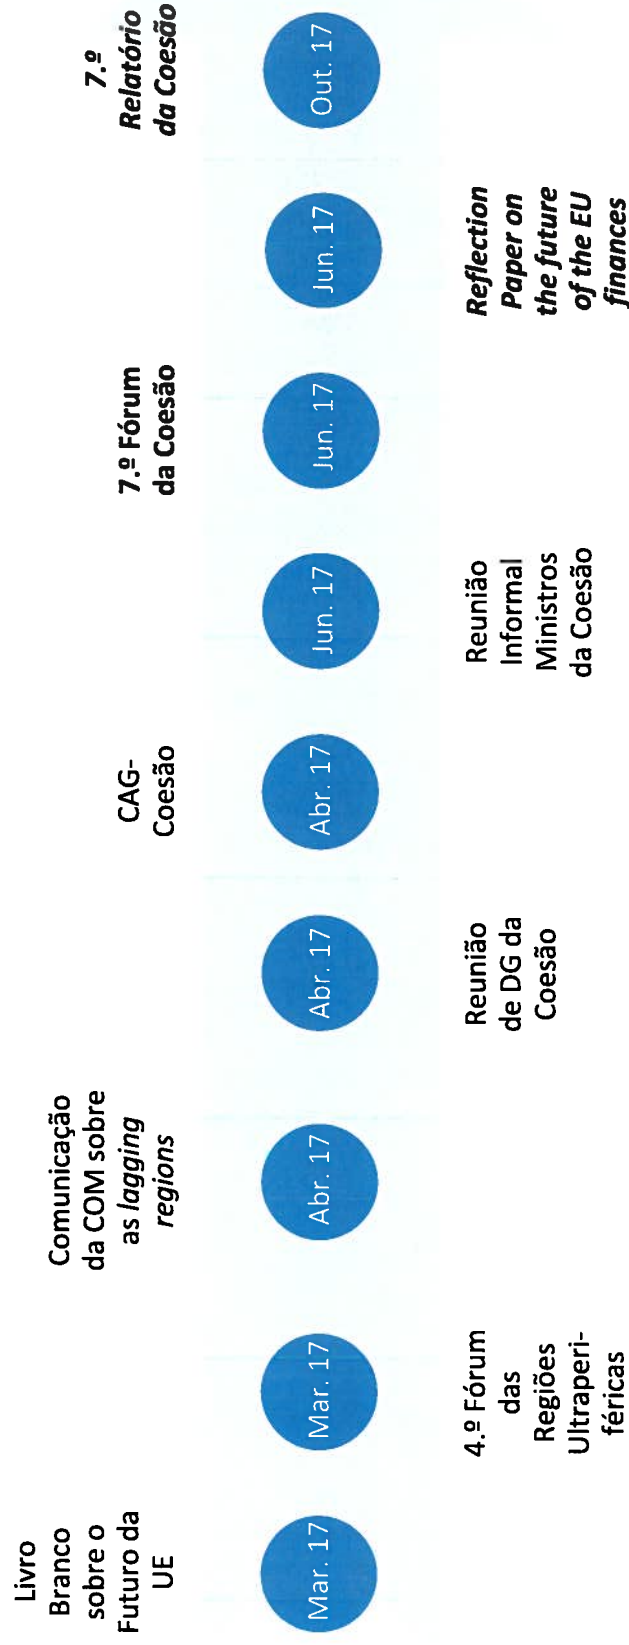 Livro
Branco
sobre o
Futuro da
UE
Mar. 17
Mar. 17
4.º Fórum
das
Regiões
Ultraperi-
féricas
Comunicação
da COM sobre
as lagging
regions
Abr. 17
Abr. 17
Reunião
de DG da
Coesão
CAG-
Coesão
Abr. 17
Jun. 17
Reunião
Informal
Ministros
da Coesão
7.º Fórum
da Coesão
Jun. 17
Jun. 17
Reflection
Paper on
the future
of the EU
finances
7.º
Relatório
da Coesão
Out. 17